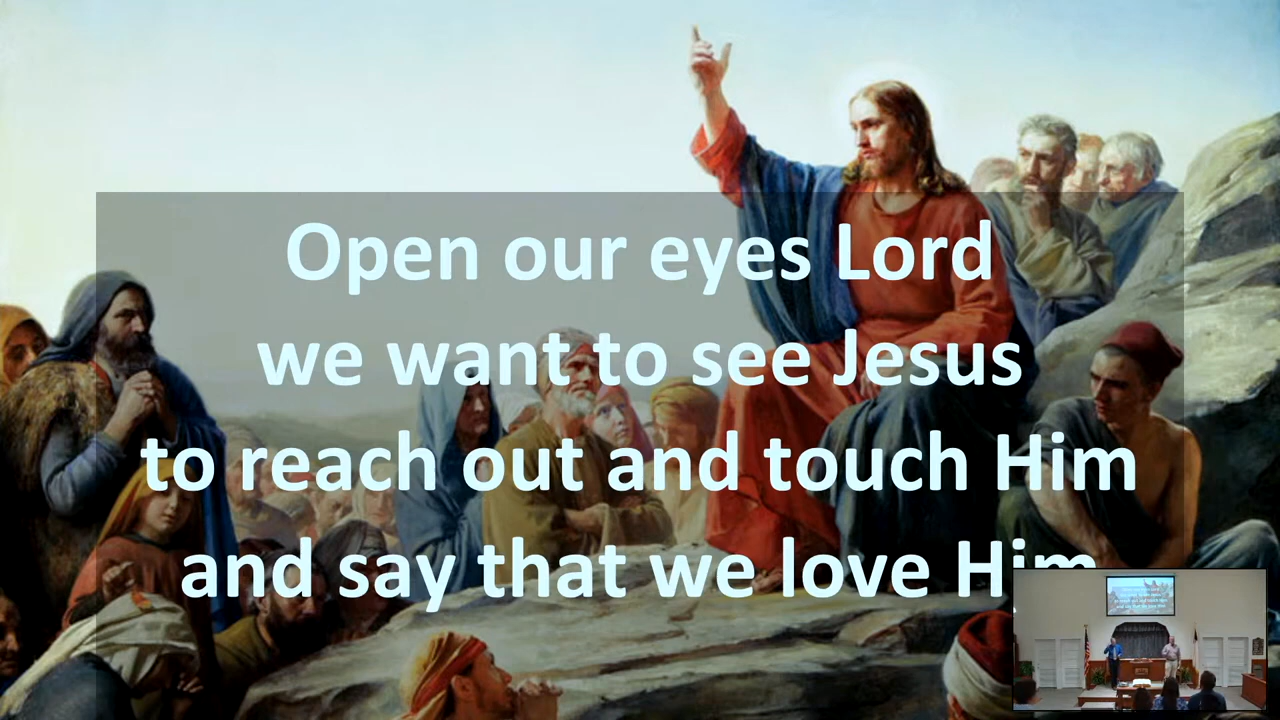 Open our eyes Lord
we want to see Jesus
to reach out and touch Him
and say that we love Him